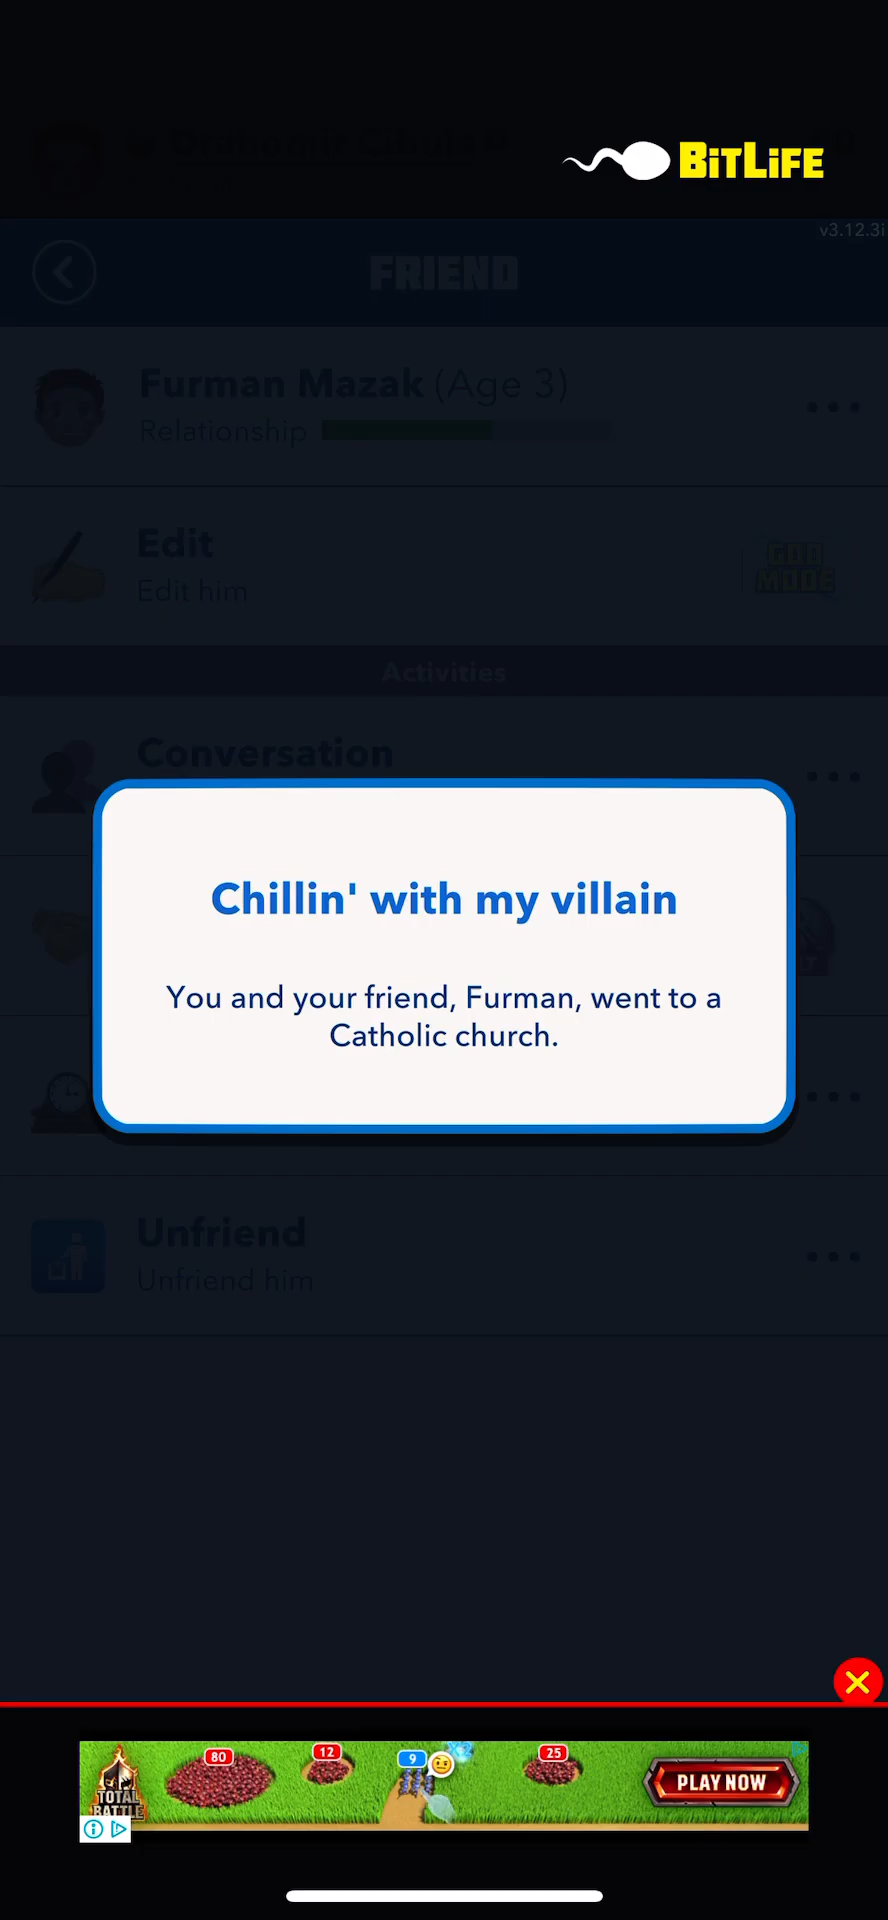 BitLife
v3.12.3i
FRIEND
Furman Mazak (Age 3)
Relationship
Edit
Edit him
GOD
MODE
Activities
Conversation
Chillin' with my villain
You and your friend, Furman, went to a
Catholic church.
Unfriend
Unfriend him
80
12
9
25
TOTAL
BATTLE
PLAY NOW